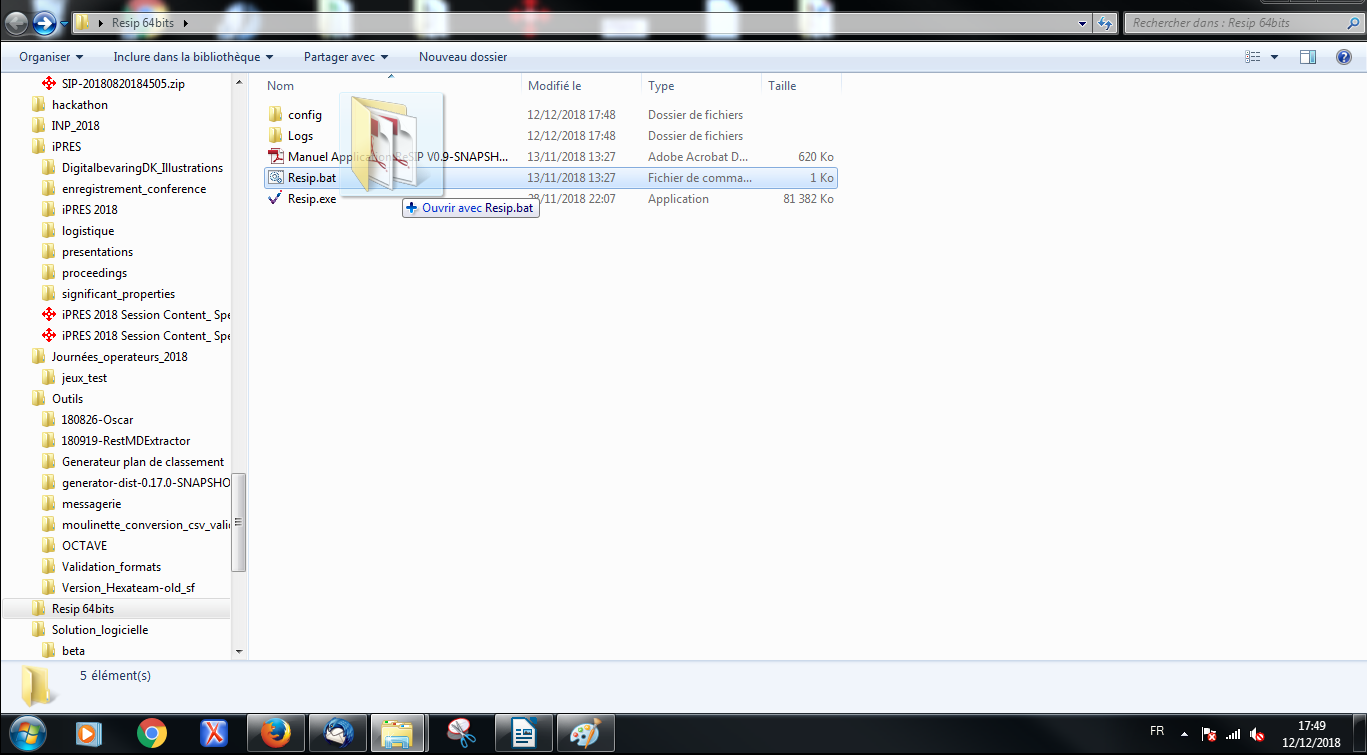 Resip 64bits
Rechercher dans : Resip 64bits
Organiser
Inclure dans la bibliothèque
Partager avec
Nouveau dossier
SIP-20180820184505.zip
hackathon
INP_2018
iPRES
DigitalbevaringDK_Illustrations
enregistrement_conference
iPRES 2018
logistique
presentations
proceedings
significant_properties
iPRES 2018 Session Content_ Spe
iPRES 2018 Session Content_ Spe
Journées_operateurs_2018
jeux_test
Outils
180826-Oscar
180919-RestMDExtractor
Generateur plan de classement
generator-dist-0.17.0-SNAPSHO
messagerie
moulinette_conversion_csv_vali
OCTAVE
Validation_formats
Version_Hexateam-old_sf
Resip 64bits
Solution_logicielle
beta
Nom Modifié le Type Taille
config 12/12/2018 17:48 Dossier de fichiers
Logs 12/12/2018 17:48 Dossier de fichiers
Manuel Application ReSIP V0.9-SNAPSH... 13/11/2018 13:27 Adobe Acrobat D... 620 Ko
Resip.bat 13/11/2018 13:27 Fichier de comma... 1 Ko
Resip.exe /11/2018 22:07 Application 81 382 Ko
Ouvrir avec Resip.bat
5 élément(s)
FR
17:49
12/12/2018